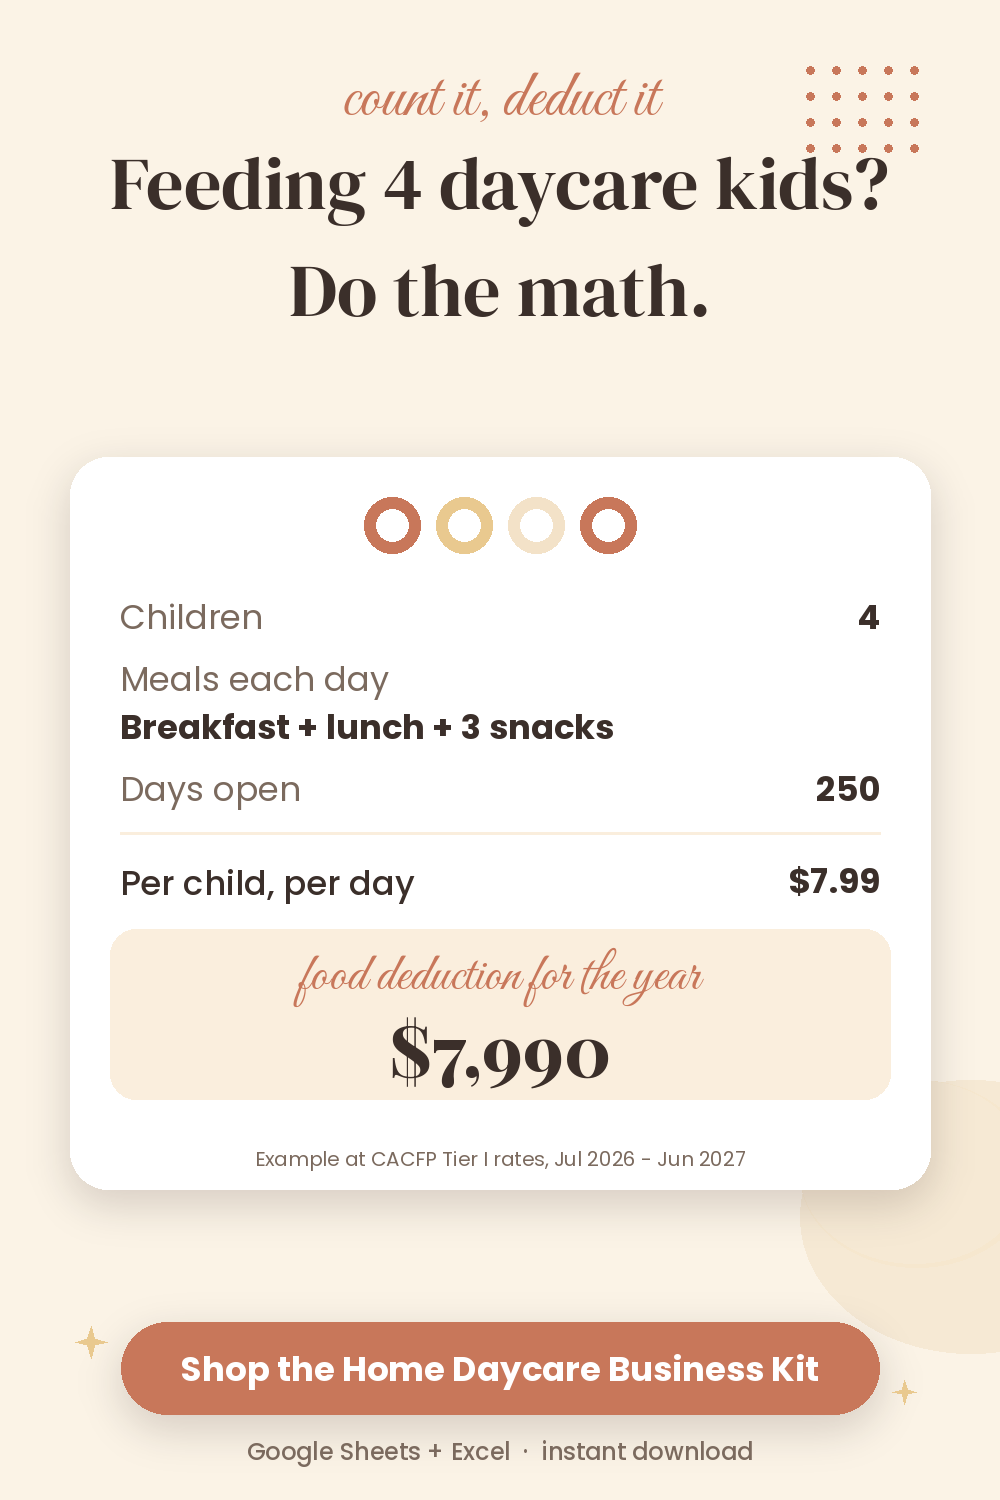 count it, deduct it
Feeding 4 daycare kids?
Do the math.
Children 4
Meals each day
Breakfast + lunch + 3 snacks
Days open 250
Per child, per day $7.99
food deduction for the year
$7,990
Example at CACFP Tier I rates, Jul 2026 - Jun 2027
Shop the Home Daycare Business Kit
Google Sheets + Excel · instant download